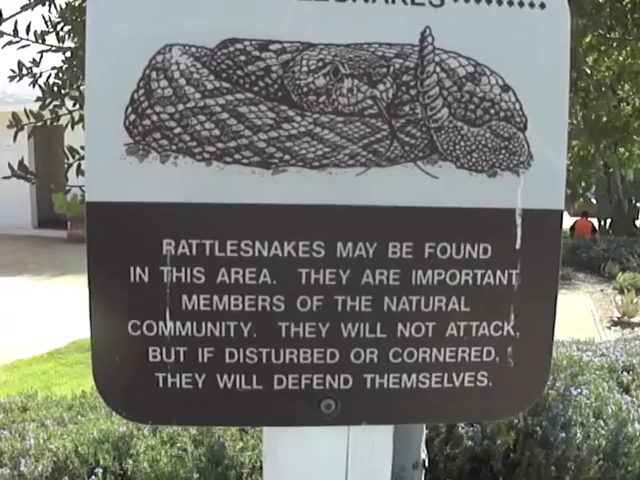 RATTLESNAKES MAY BE FOUND
IN THIS AREA. THEY ARE IMPORTANT
MEMBERS OF THE NATURAL
COMMUNITY. THEY WILL NOT ATTACK,
BUT IF DISTURBED OR CORNERED,
THEY WILL DEFEND THEMSELVES.